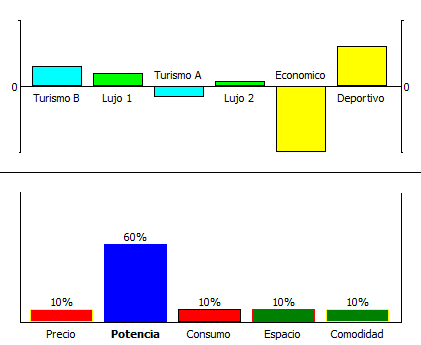 Turismo A Economico
0 0
Turismo B Lujo 1 Lujo 2 Deportivo
60%
10% 10% 10% 10%
Precio Potencia Consumo Espacio Comodidad